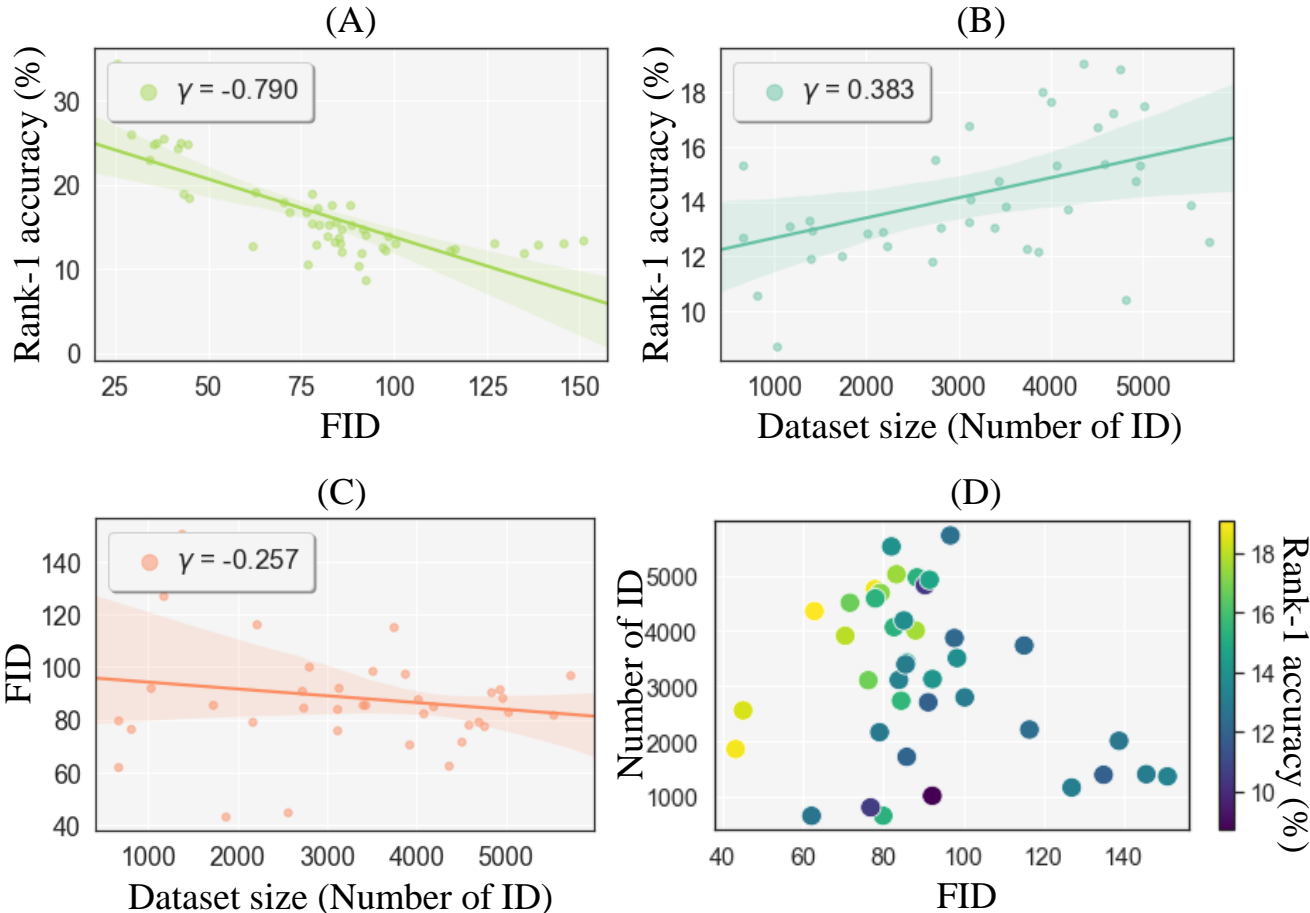 (A)
Rank-1 accuracy (%)
30
20
10
0
γ = -0.790
25 50 75 100 125 150
FID
(B)
Rank-1 accuracy (%)
18
16
14
12
10
γ = 0.383
1000 2000 3000 4000 5000
Dataset size (Number of ID)
(C)
FID
140
120
100
80
60
40
γ = -0.257
1000 2000 3000 4000 5000
Dataset size (Number of ID)
(D)
Number of ID
5000
4000
3000
2000
1000
40 60 80 100 120 140
FID
18
16
14
12
10
Rank-1 accuracy (%)